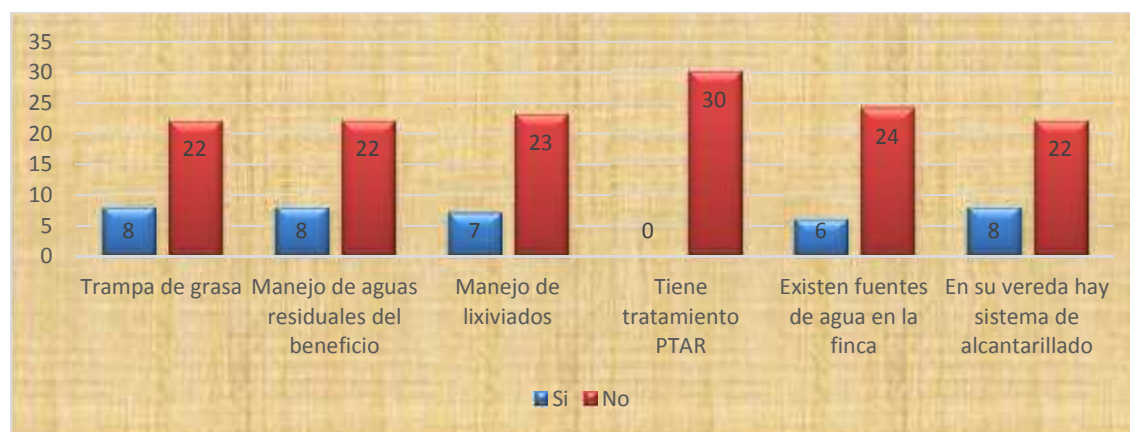 35
30
25
20
15
10
5
0
8
22
8
22
7
23
0
30
6
24
8
22
Trampa de grasa
Manejo de aguas
residuales del
beneficio
Manejo de
lixiviados
Tiene
tratamiento
PTAR
Existen fuentes
de agua en la
finca
En su vereda hay
sistema de
alcantarillado
Si
No